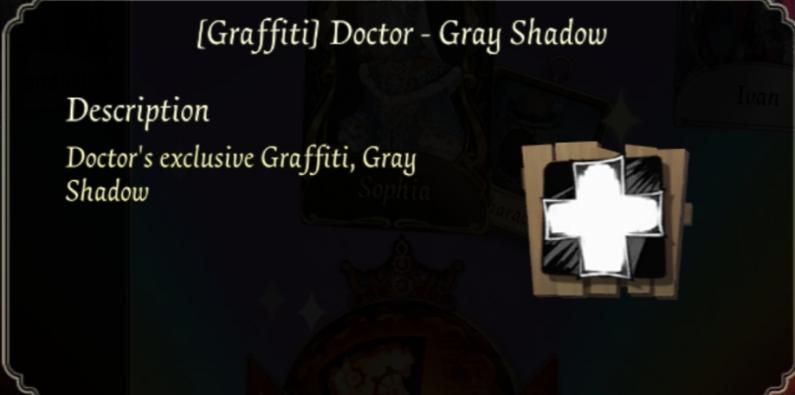 [Graffiti] Doctor - Gray Shadow
Ivan
Description
Doctor's exclusive Graffiti, Gray
Shadow
Sophia